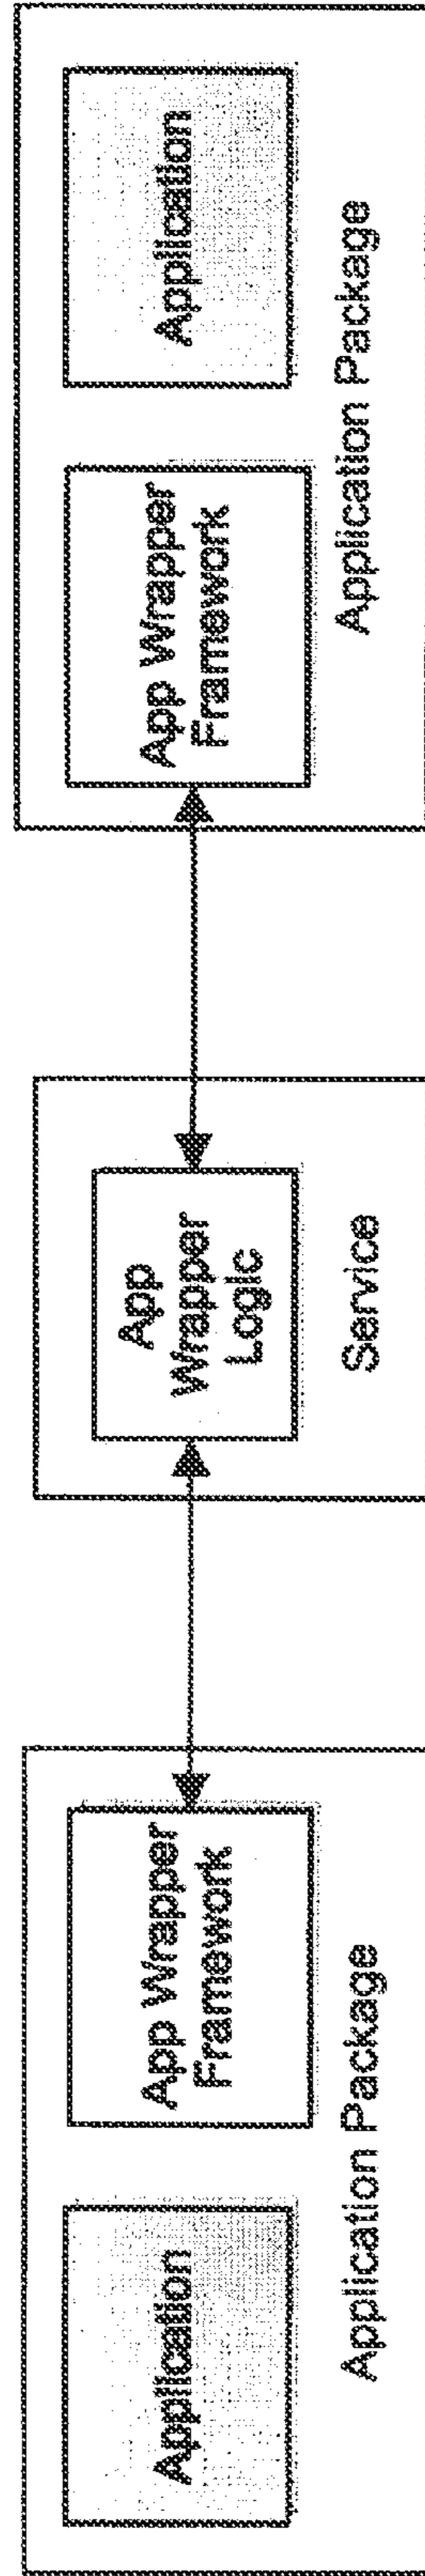 Application
App Wrapper
Framework
Application Package
App
Wrapper
Logic
Service
App Wrapper
Framework
Application
Application Package